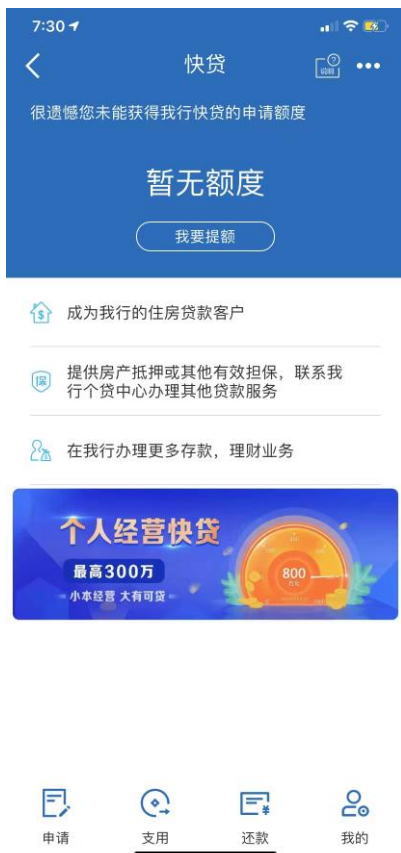 7:30
快贷
说明
很遗憾您未能获得我行快贷的申请额度
暂无额度
我要提额
成为我行的住房贷款客户
提供房产抵押或其他有效担保，联系我
行个贷中心办理其他贷款服务
在我行办理更多存款，理财业务
个人经营快贷
最高300万
800
小本经营 大有可贷
申请
支用
还款
我的